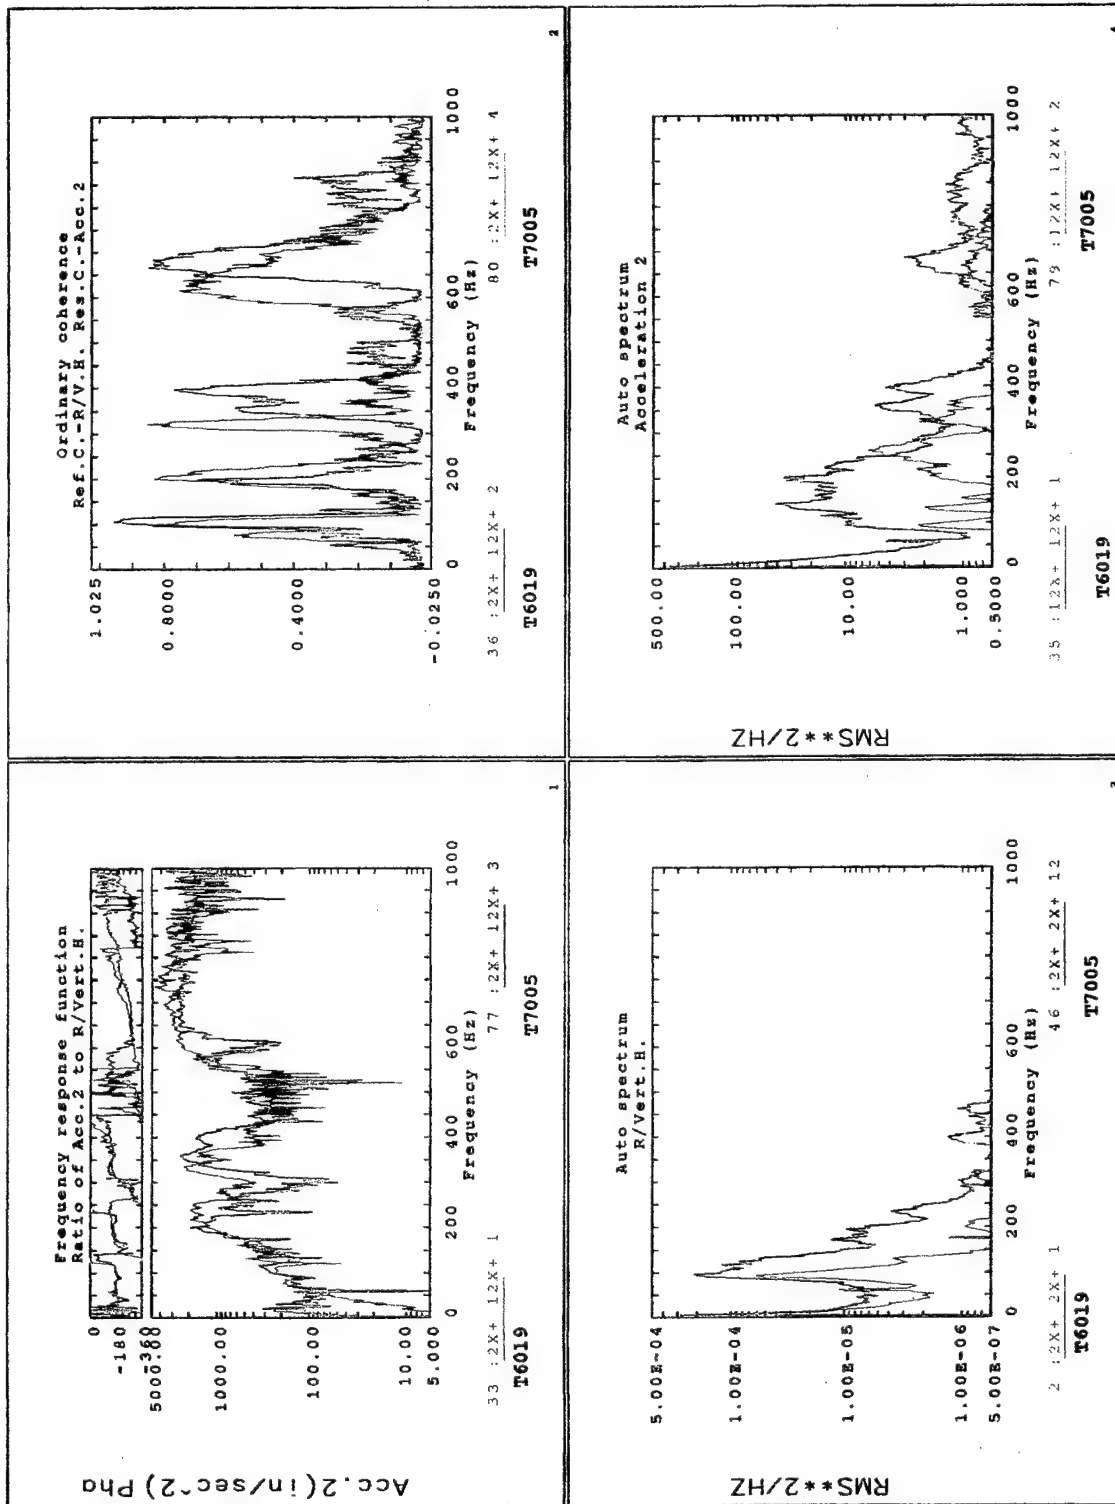 Frequency response function
Ratio of Acc.2 to R/Vert.H.
Acc.2(in/sec^2) Pha
0
-180
-360
5000.00
1000.00
100.00
10.00
5.000
0 200 400 600 1000
Frequency (Hz)
33 :2X+ 12X+ 1
77 :2X+ 12X+ 3
T6019
T7005
1
Ordinary coherence
Ref.C.-R/V.H. Res.C.-Acc.2
1.025
0.8000
0.4000
-0.0250
0 200 400 600 1000
Frequency (Hz)
36 :2X+ 12X+ 2
80 :2X+ 12X+ 4
T6019
T7005
2
Auto spectrum
R/Vert.H.
RMS**2/HZ
5.00E-04
1.00E-04
1.00E-05
1.00E-06
5.00E-07
0 200 400 600 1000
Frequency (Hz)
2 :2X+ 2X+ 1
46 :2X+ 2X+ 12
T6019
T7005
3
Auto spectrum
Acceleration 2
RMS**2/HZ
500.00
100.00
10.00
1.000
0.5000
0 200 400 600 1000
Frequency (Hz)
35 :12X+ 12X+ 1
79 :12X+ 12X+ 2
T6019
T7005
4